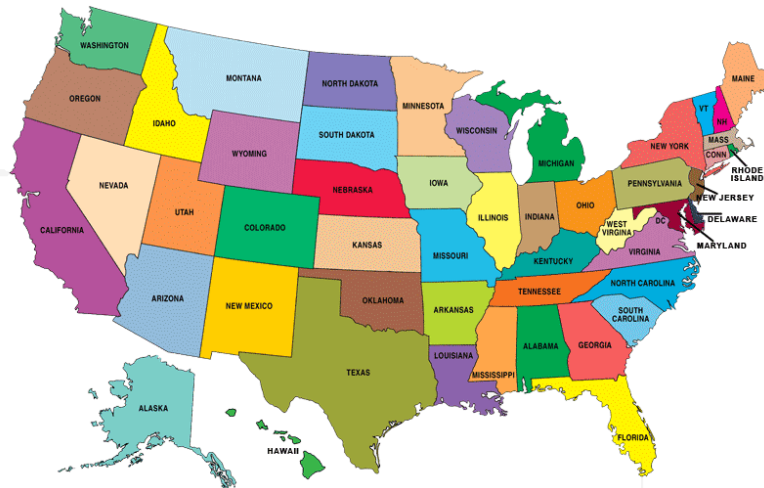 WASHINGTON
OREGON
CALIFORNIA
NEVADA
IDAHO
MONTANA
WYOMING
UTAH
ARIZONA
COLORADO
NEW MEXICO
NORTH DAKOTA
SOUTH DAKOTA
NEBRASKA
KANSAS
OKLAHOMA
TEXAS
MINNESOTA
IOWA
MISSOURI
ARKANSAS
LOUISIANA
WISCONSIN
ILLINOIS
MICHIGAN
INDIANA
OHIO
KENTUCKY
TENNESSEE
MISSISSIPPI
ALABAMA
GEORGIA
FLORIDA
SOUTH
CAROLINA
NORTH CAROLINA
VIRGINIA
WEST
VIRGINIA
DC
PENNSYLVANIA
NEW YORK
VT
NH
MAINE
MASS
CONN
RHODE
ISLAND
NEW JERSEY
DELAWARE
MARYLAND
ALASKA
HAWAII